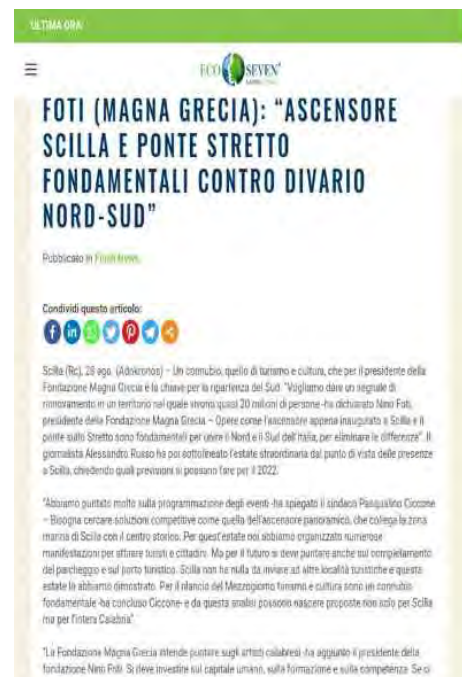 ULTIMA ORA:
ECO SEVEN
FOTI (MAGNA GRECIA): “ASCENSORE
SCILLA E PONTE STRETTO
FONDAMENTALI CONTRO DIVARIO
NORD-SUD”
Pubblicato in Flash News
Condividi questo articolo:
Scilla (Rc), 28 ago. (Adnkronos) – Un connubio, quello di turismo e cultura, che per il presidente della
Fondazione Magna Grecia è la chiave per la ripartenza del Sud. “Vogliamo dare un segnale di
rinnovamento in un territorio nel quale vivono quasi 20 milioni di persone -ha dichiarato Nino Foti,
presidente della Fondazione Magna Grecia – Opere come l'ascensore appena inaugurato a Scilla e il
ponte sullo Stretto sono fondamentali per unire il Nord e il Sud dell'Italia, per eliminare le differenze”. Il
giornalista Alessandro Russo ha poi sottolineato l'estate straordinaria dal punto di vista delle presenze
a Scilla, chiedendo quali previsioni si possano fare per il 2022.
“Abbiamo puntato molto sulla programmazione degli eventi -ha spiegato il sindaco Pasqualino Ciccone
– Bisogna cercare soluzioni competitive come quella dell'ascensore panoramico, che collega la zona
marina di Scilla con il centro storico. Per quest'estate noi abbiamo organizzato numerose
manifestazioni per attirare turisti e cittadini. Ma per il futuro si deve puntare anche sul completamento
del parcheggio e sul porto turistico. Scilla non ha nulla da inviare ad altre località turistiche e questa
estate lo abbiamo dimostrato. Per il rilancio del Mezzogiorno turismo e cultura sono un connubio
fondamentale -ha concluso Ciccone- e da questa analisi possono nascere proposte non solo per Scilla
ma per l'intera Calabria”
“La Fondazione Magna Grecia intende puntare sugli artisti calabresi -ha aggiunto il presidente della
fondazione Nino Foti. Si deve investire sul capitale umano, sulla formazione e sulla competenza. Se ci